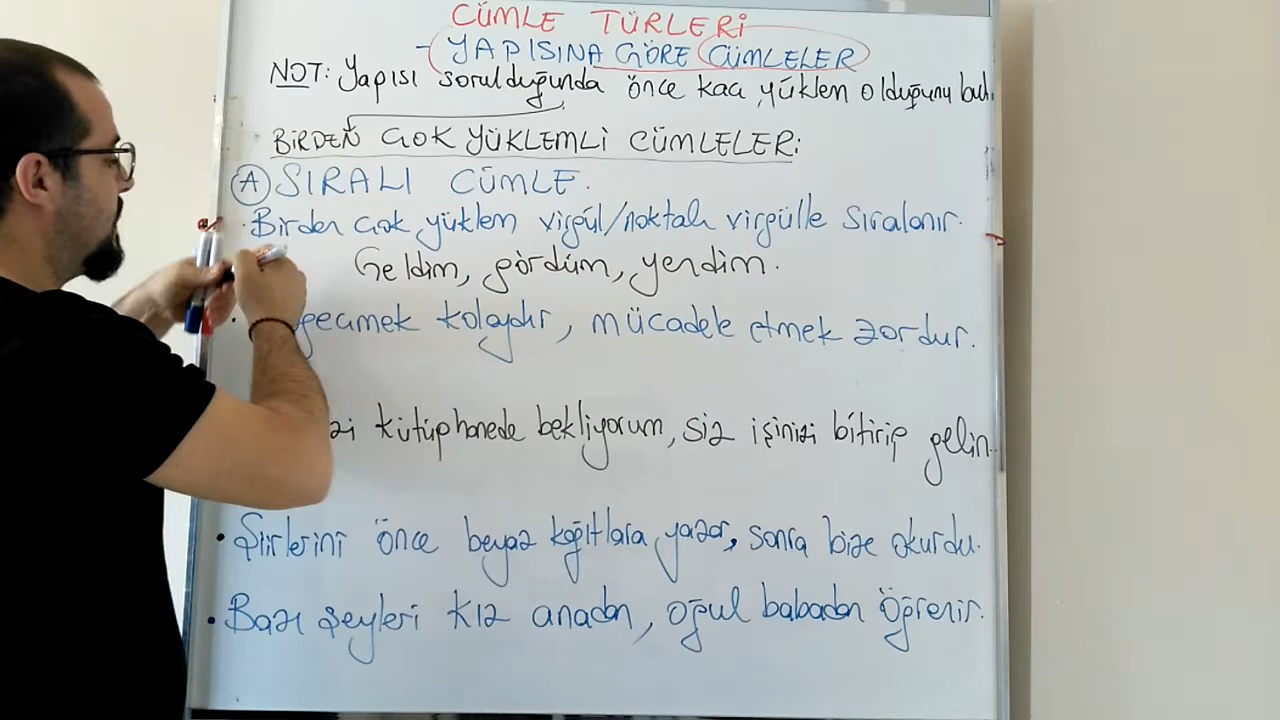 CÜMLE TÜRLERİ
- YAPISINA GÖRE CÜMLELER
NOT: Yapısı sorulduğunda önce kaç yüklem olduğunu bul.
BİRDEN ÇOK YÜKLEMLİ CÜMLELER:
A SIRALI CÜMLE.
· Birden çok yüklem virgül/noktalı virgülle sıralanır.
Geldim, gördüm, yendim.
geçmek kolaydır, mücadele etmek zordur.
kütüphanede bekliyorum, siz işinizi bitirip gelin.
• Şiirlerini önce beyaz kağıtlara yazar, sonra bize okurdu.
• Bazı şeyleri kız anadan, oğul babadan öğrenir.